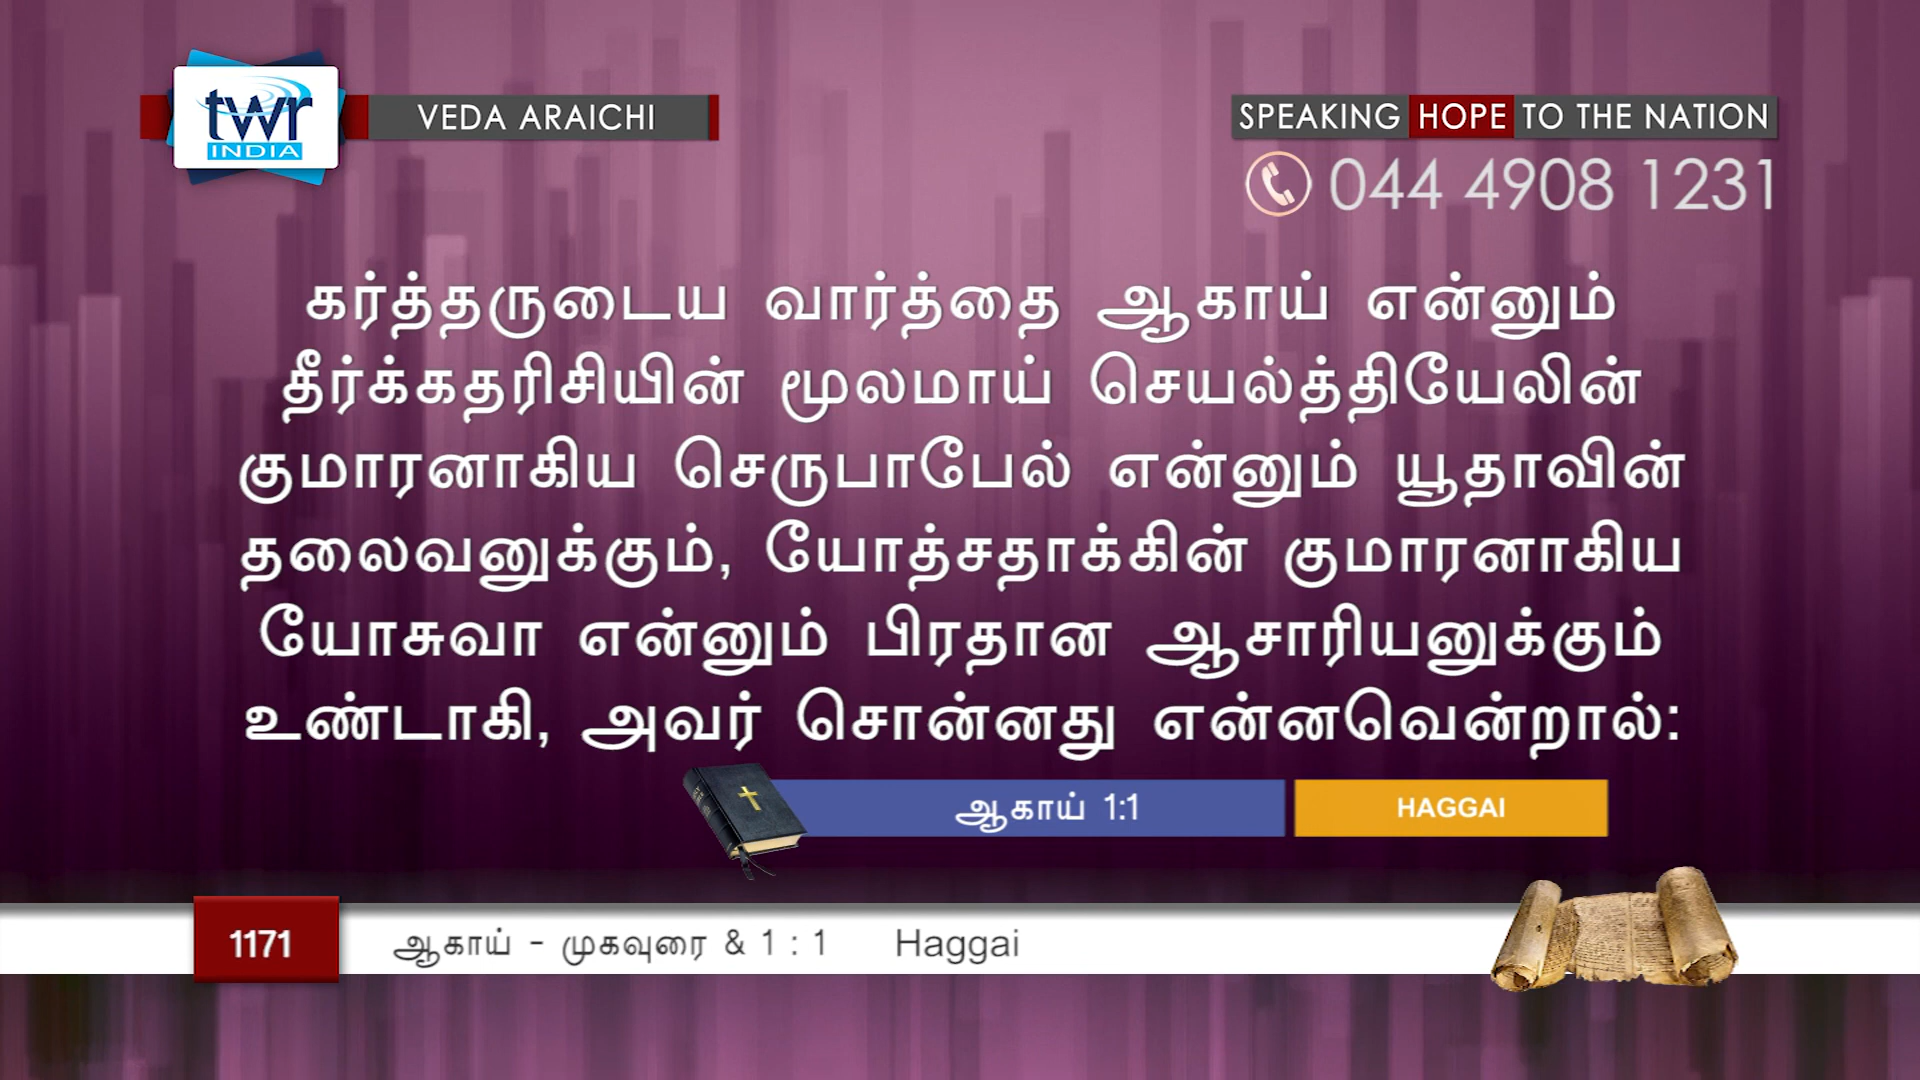 twr
INDIA
VEDA ARAICHI
SPEAKING HOPE TO THE NATION
044 4908 1231
கர்த்தருடைய வார்த்தை ஆகாய் என்னும்
தீர்க்கதரிசியின் மூலமாய் செயல்த்தியேலின்
குமாரனாகிய செருபாபேல் என்னும் யூதாவின்
தலைவனுக்கும், யோத்சதாக்கின் குமாரனாகிய
யோசுவா என்னும் பிரதான ஆசாரியனுக்கும்
உண்டாகி, அவர் சொன்னது என்னவென்றால்:
ஆகாய் 1:1
HAGGAI
1171
ஆகாய் - முகவுரை & 1 : 1 Haggai